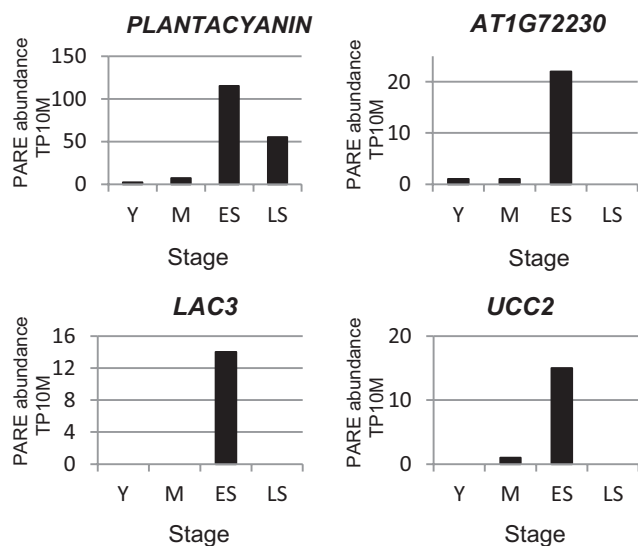 PLANTACYANIN
PARE abundance
TP10M
150
100
50
0
Y M ES LS
Stage
AT1G72230
PARE abundance
TP10M
20
10
0
Y M ES LS
Stage
LAC3
PARE abundance
TP10M
16
12
8
4
0
Y M ES LS
Stage
UCC2
PARE abundance
TP10M
20
10
0
Y M ES LS
Stage